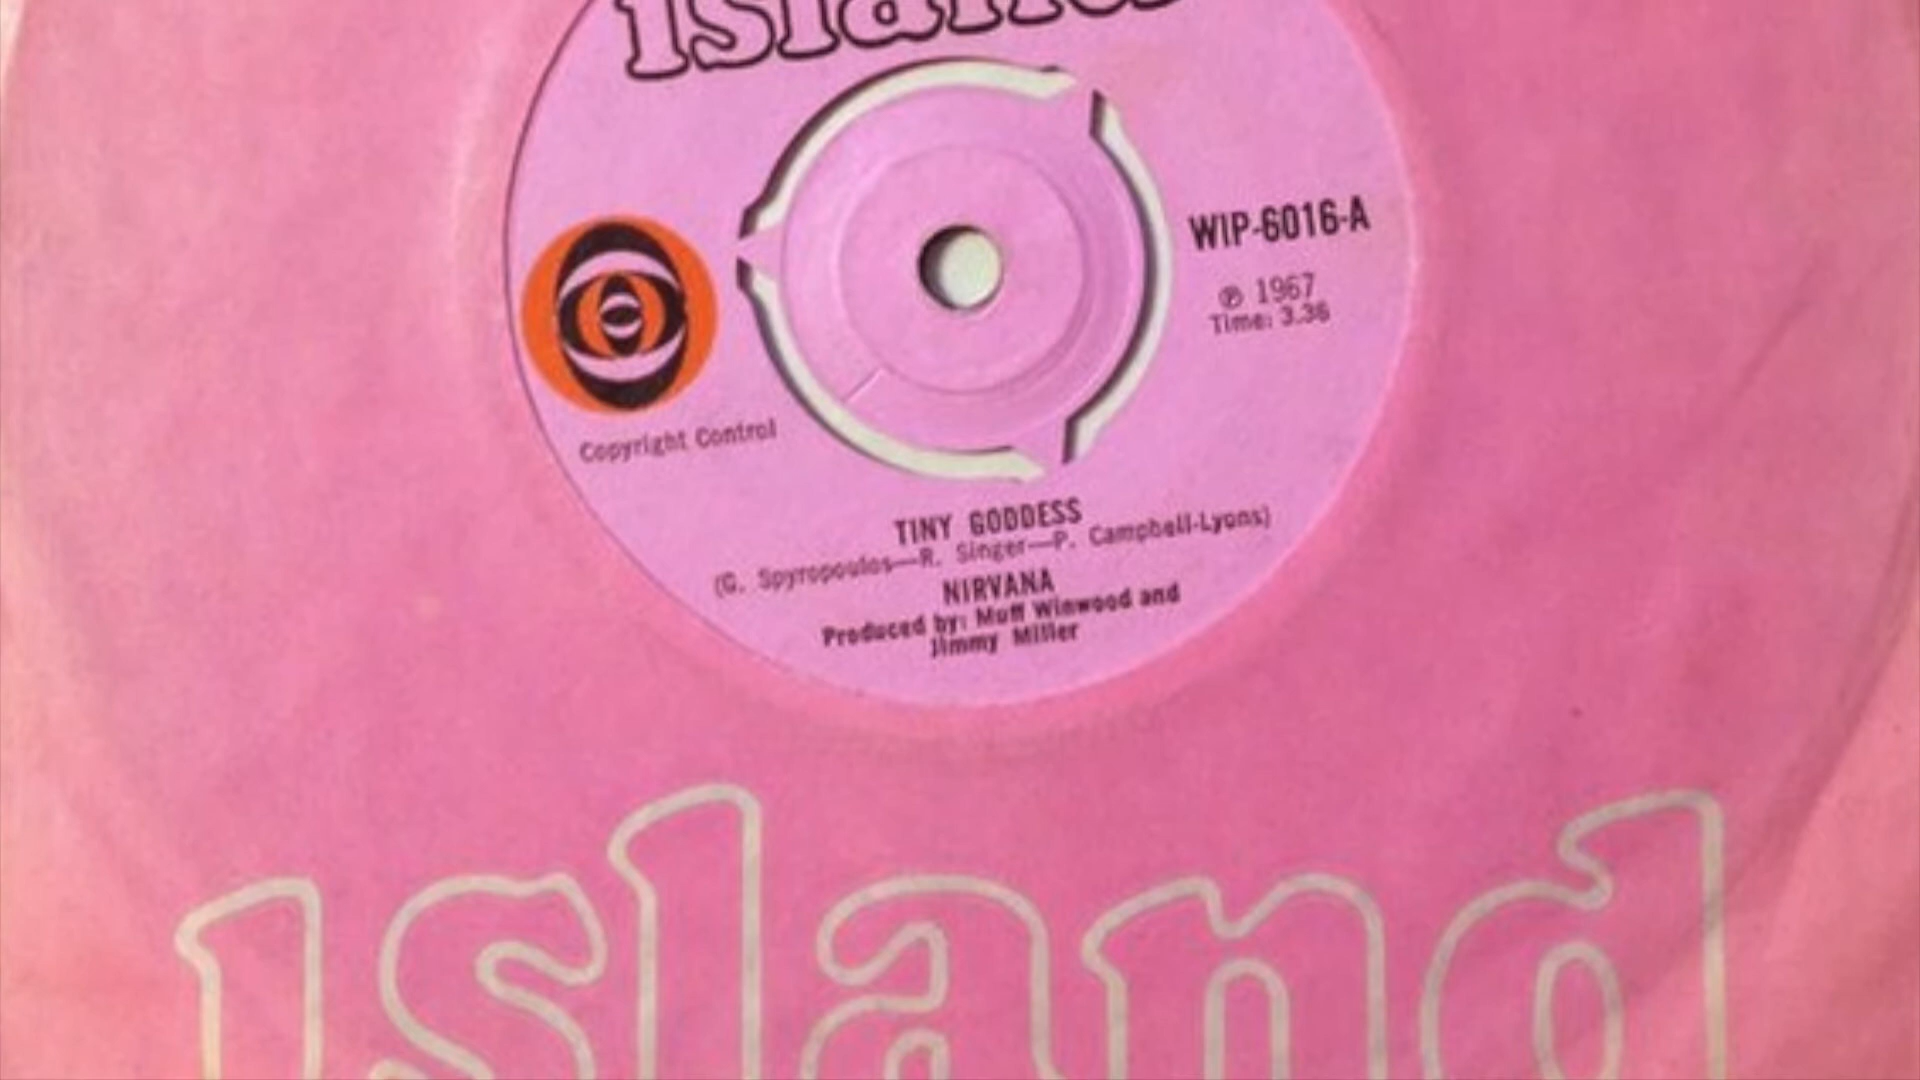 island
WIP-6016-A
℗ 1967
Time: 3.36
Copyright Control
TINY GODDESS
(G. Spyropoulos—R. Singer—P. Campbell-Lyons)
NIRVANA
Produced by: Muff Winwood and
Jimmy Miller
island